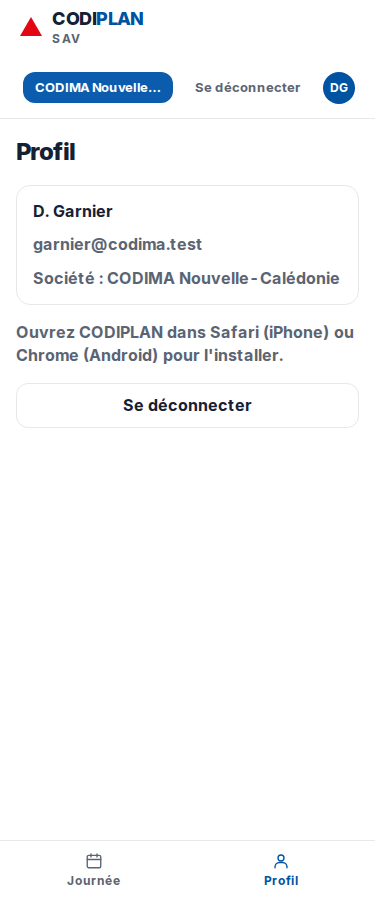 CODIPLAN
SAV
CODIMA Nouvelle... Se déconnecter DG
Profil
D. Garnier
garnier@codima.test
Société : CODIMA Nouvelle-Calédonie
Ouvrez CODIPLAN dans Safari (iPhone) ou
Chrome (Android) pour l'installer.
Se déconnecter
Journée Profil